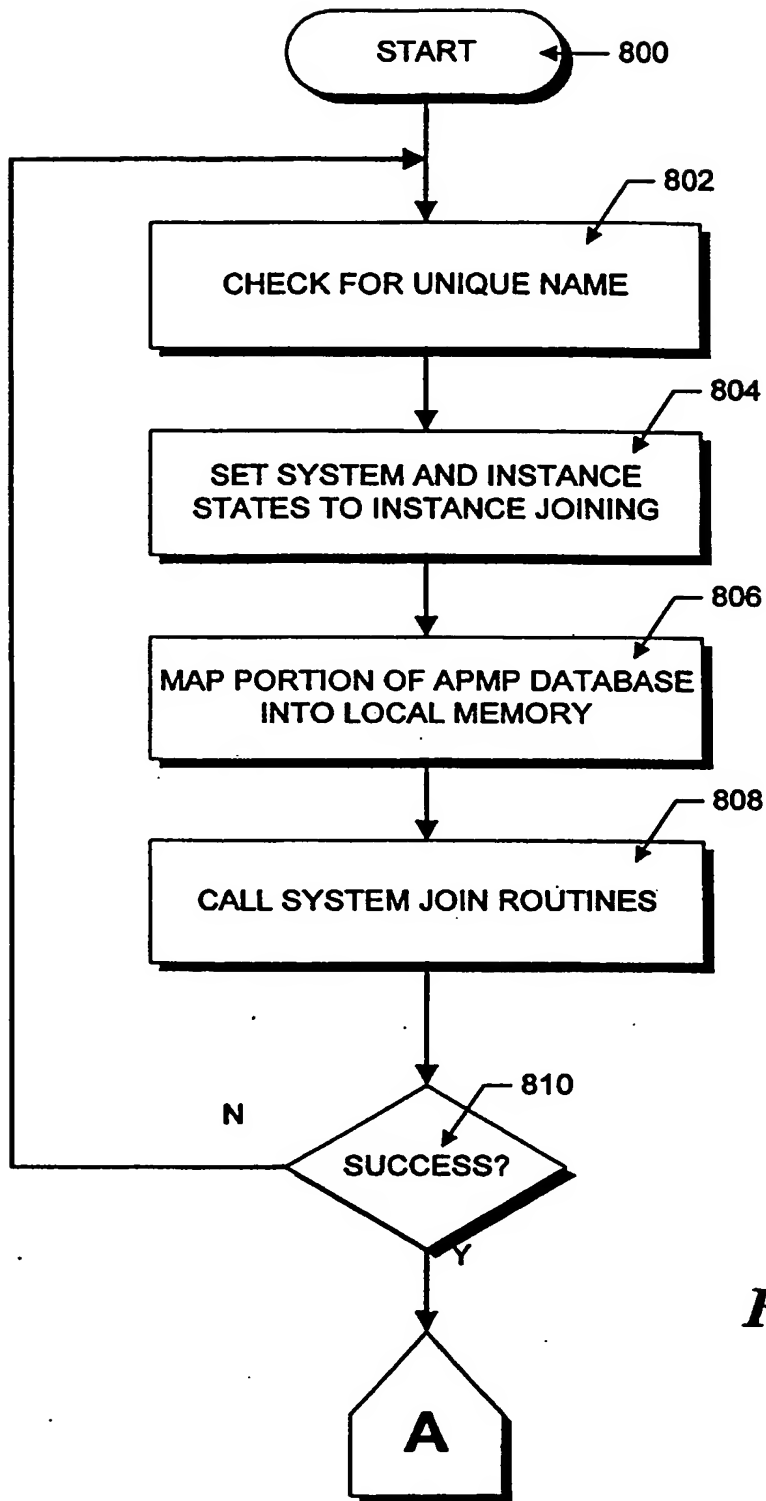 START
800
802
CHECK FOR UNIQUE NAME
804
SET SYSTEM AND INSTANCE
STATES TO INSTANCE JOINING
806
MAP PORTION OF APMP DATABASE
INTO LOCAL MEMORY
808
CALL SYSTEM JOIN ROUTINES
810
N
SUCCESS?
Y
A